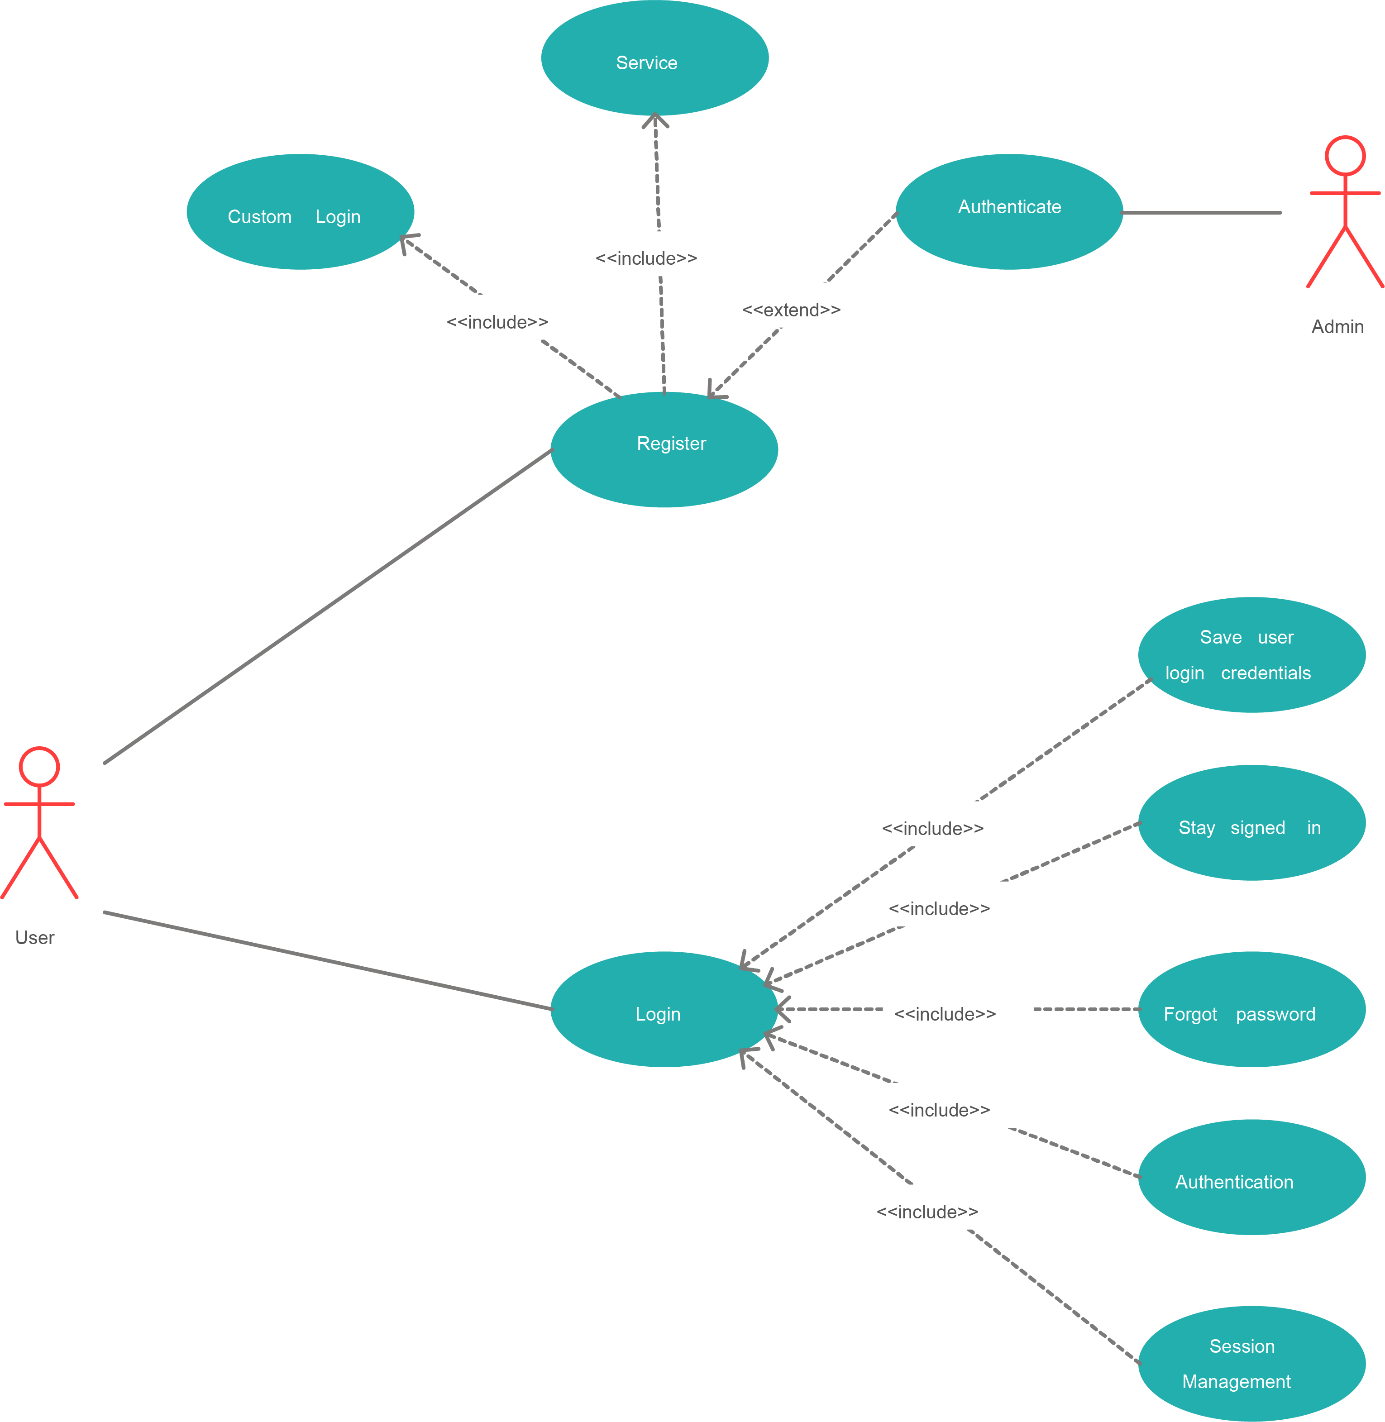 Service
Custom Login
Authenticate
<<include>>
<<extend>>
<<include>>
Admin
Register
Save user
login credentials
<<include>>
Stay signed in
<<include>>
User
Login
<<include>>
Forgot password
<<include>>
Authentication
<<include>>
Session
Management